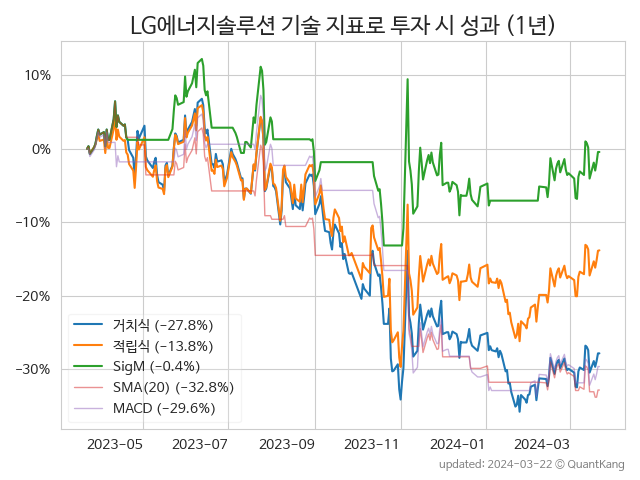 LG에너지솔루션 기술 지표로 투자 시 성과 (1년)
10%
0%
−10%
−20%
−30%
거치식 (−27.8%)
적립식 (−13.8%)
SigM (−0.4%)
SMA(20) (−32.8%)
MACD (−29.6%)
2023−05 2023−07 2023−09 2023−11 2024−01 2024−03
updated: 2024-03-22 © QuantKang